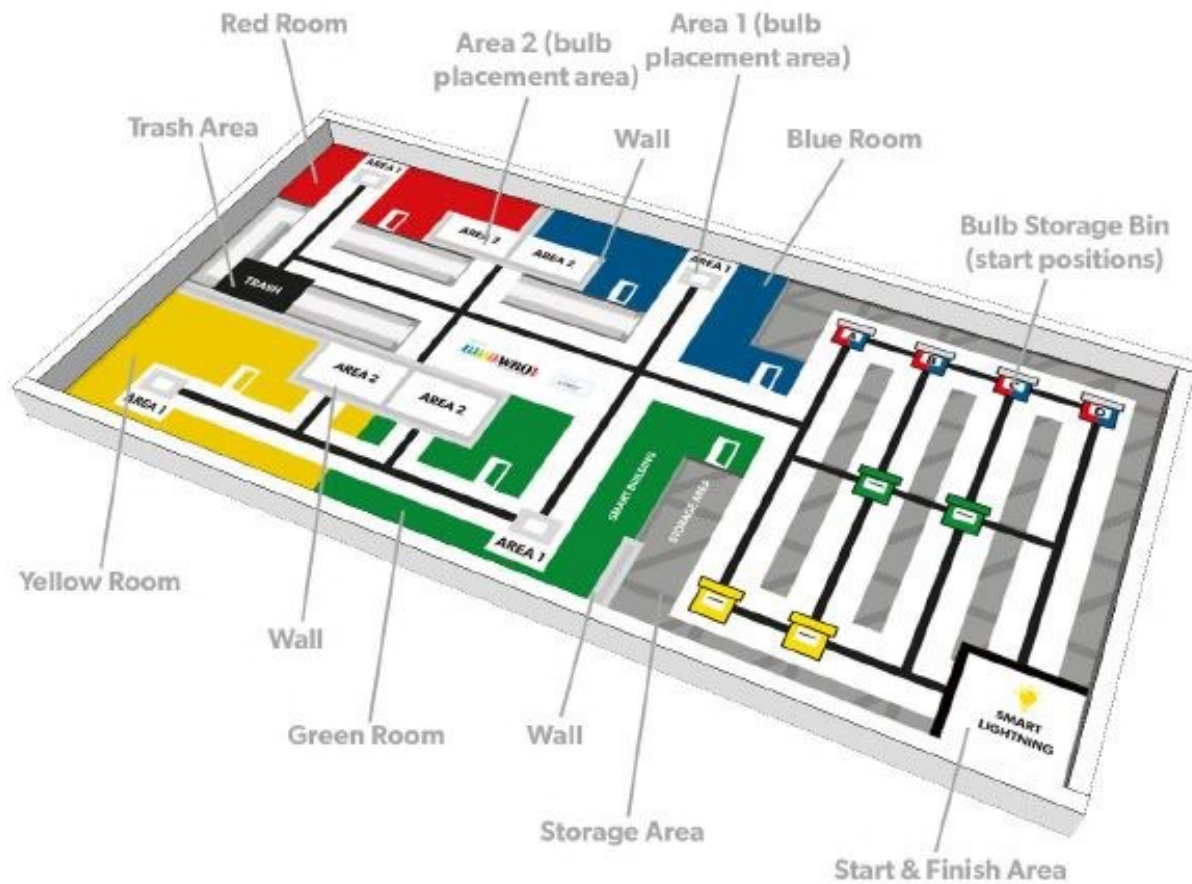 Red Room
Area 2 (bulb
placement area)
Area 1 (bulb
placement area)
Trash Area
Wall
Blue Room
Bulb Storage Bin
(start positions)
AREA 1
AREA 2
AREA 2
AREA 1
TRASH
WRO
AREA 2
AREA 2
AREA 1
SMART BUILDING
STORAGE AREA
AREA 1
Yellow Room
Wall
Green Room
Wall
SMART
LIGHTNING
Storage Area
Start & Finish Area